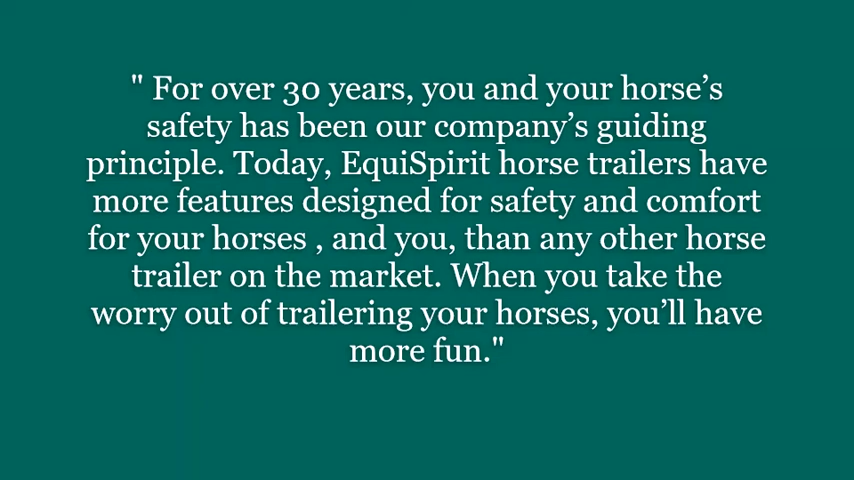 " For over 30 years, you and your horse’s
safety has been our company’s guiding
principle. Today, EquiSpirit horse trailers have
more features designed for safety and comfort
for your horses , and you, than any other horse
trailer on the market. When you take the
worry out of trailering your horses, you’ll have
more fun."